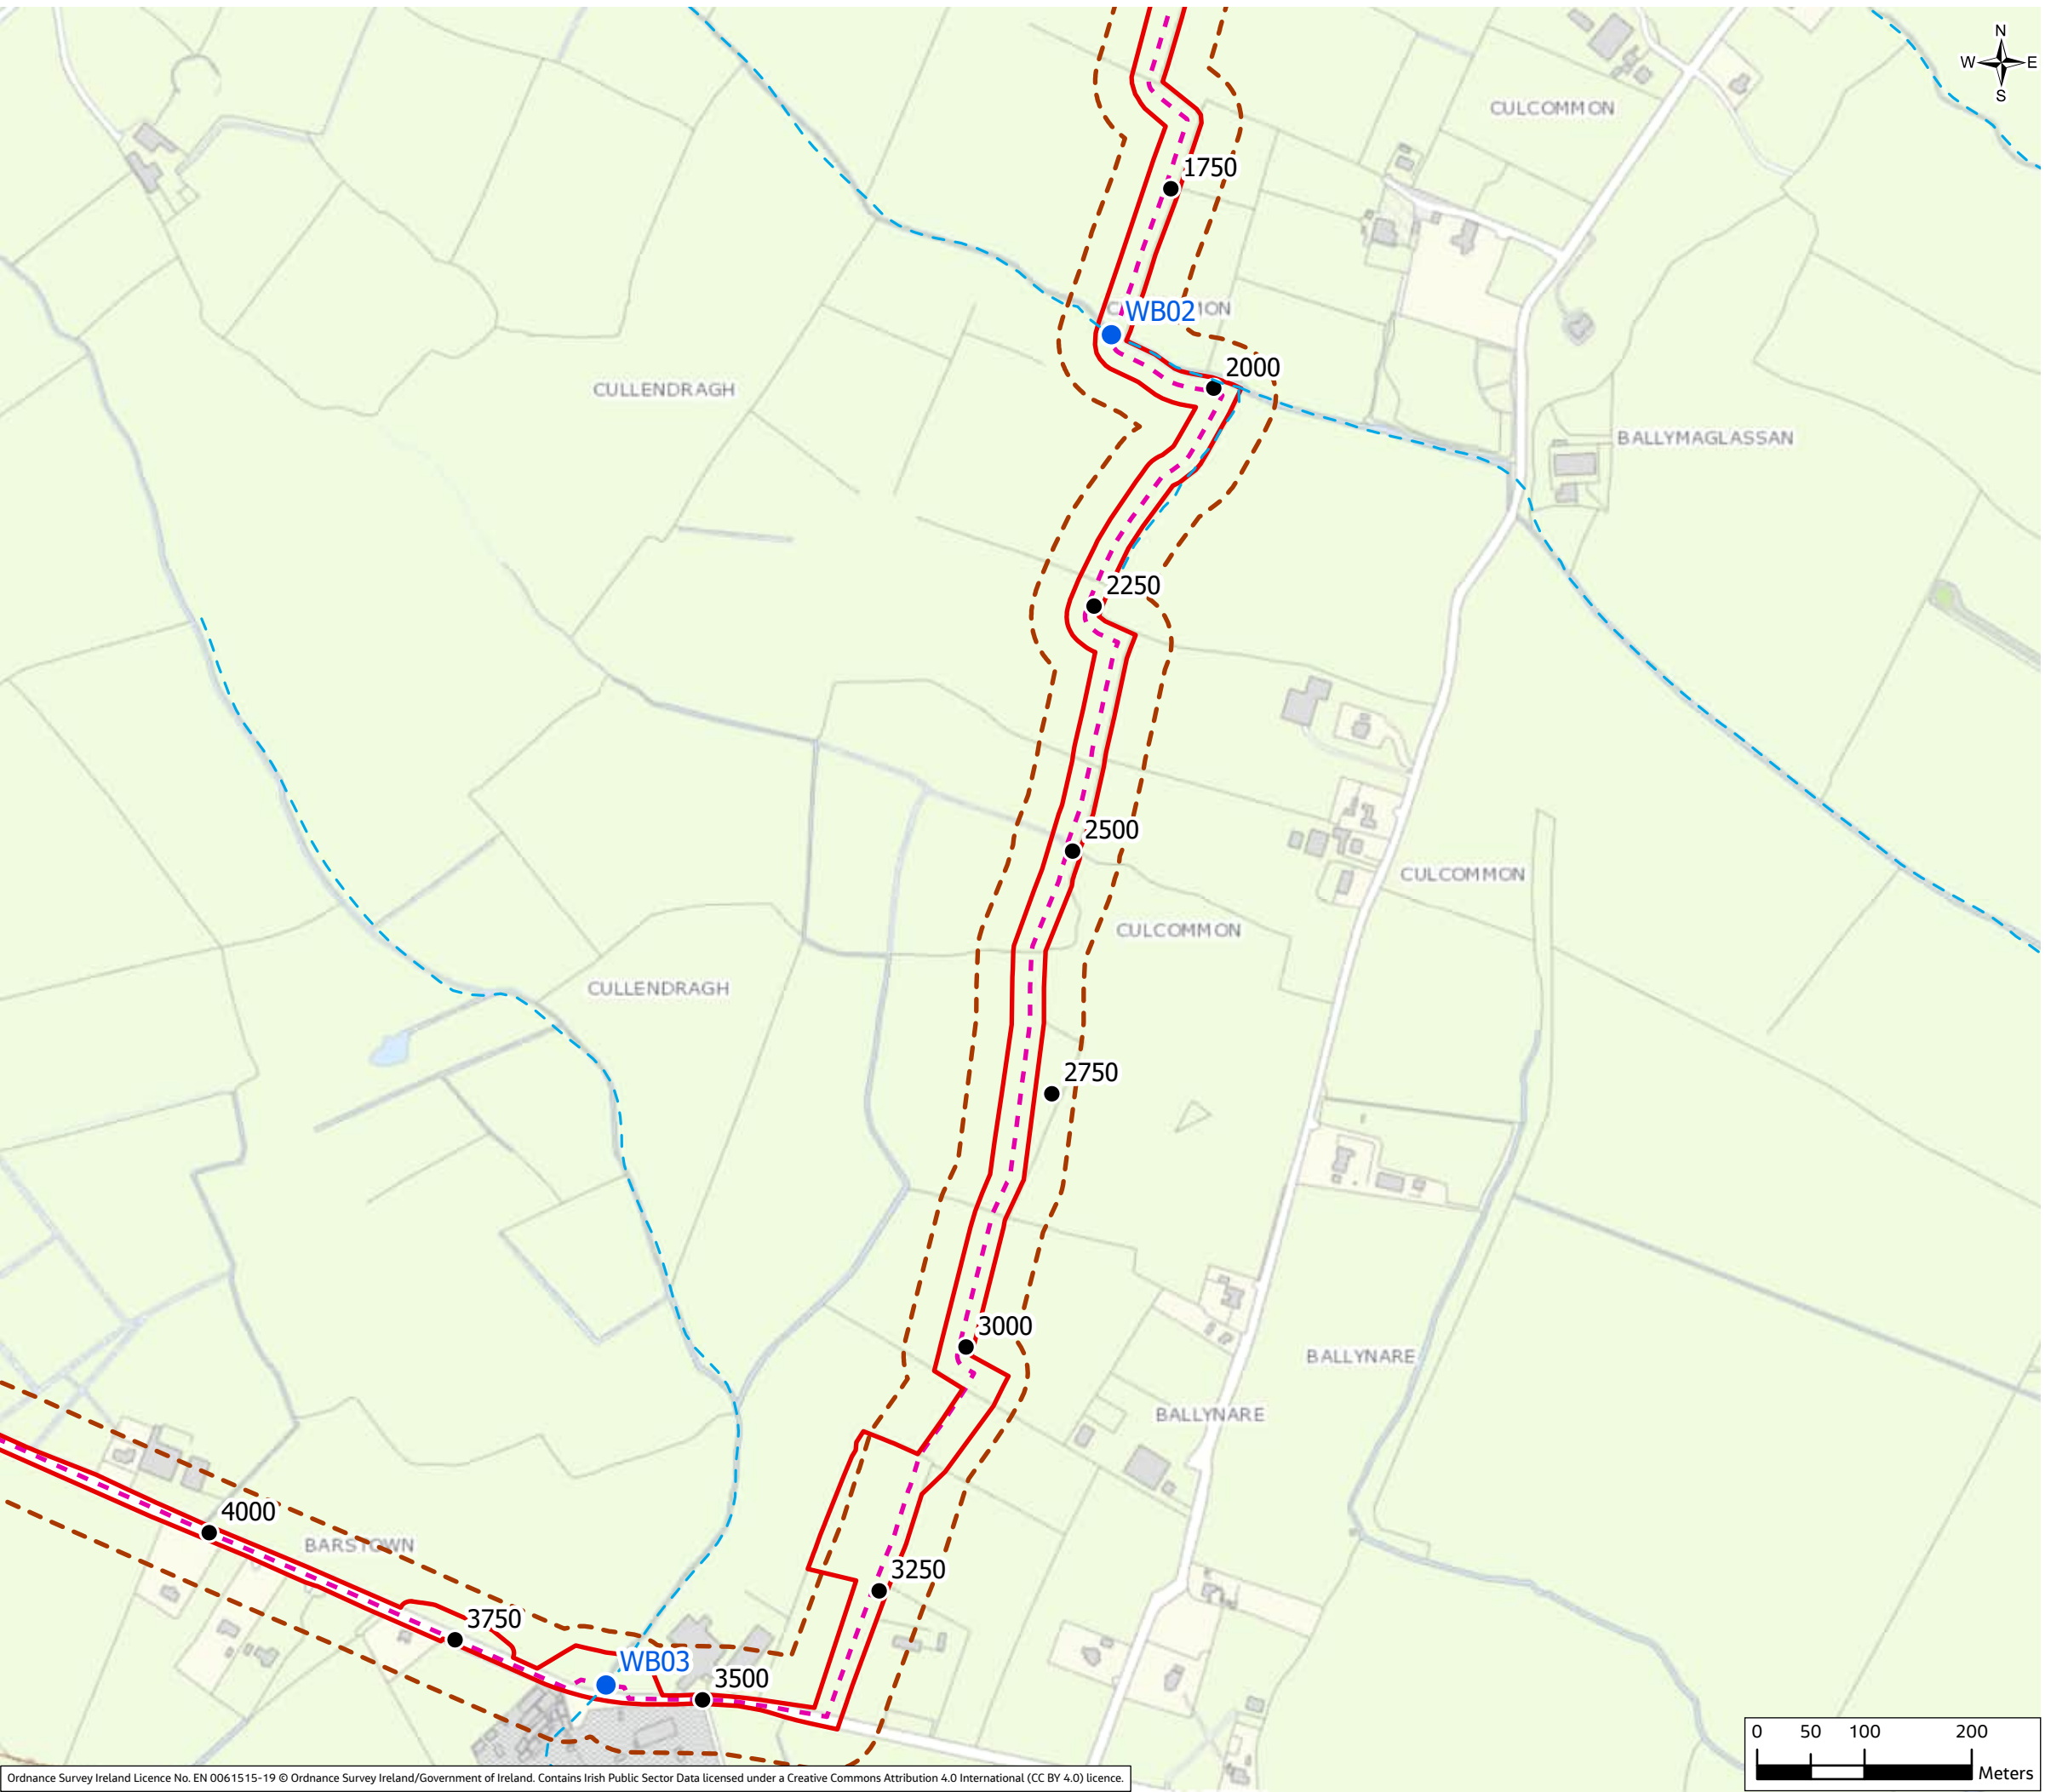 N
W E
S
CULCOMMON
1750
WB02
2000
CULLENDRAGH
BALLYMAGLASSAN
2250
2500
CULCOMMON
CULCOMMON
CULLENDRAGH
2750
3000
BALLYNARE
BALLYNARE
4000
BARSTOWN
3250
3750
WB03
3500
0 50 100 200
Meters
Ordnance Survey Ireland Licence No. EN 0061515-19 © Ordnance Survey Ireland/Government of Ireland. Contains Irish Public Sector Data licensed under a Creative Commons Attribution 4.0 International (CC BY 4.0) licence.